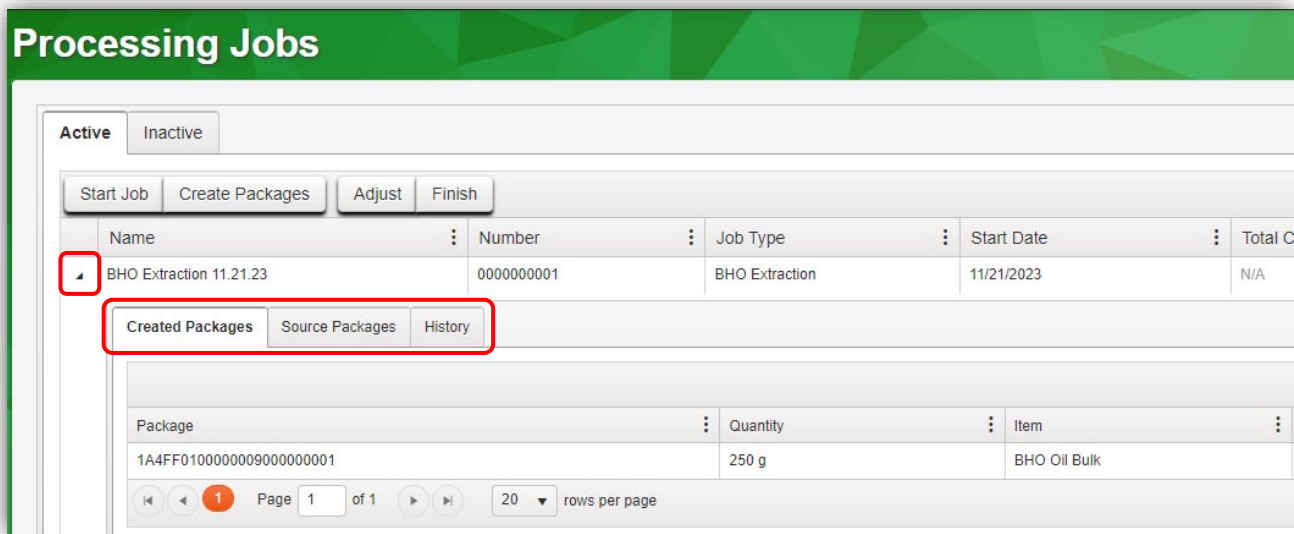 Processing Jobs
Active Inactive
Start Job Create Packages Adjust Finish
Name Number Job Type Start Date Total C
BHO Extraction 11.21.23 0000000001 BHO Extraction 11/21/2023 N/A
Created Packages Source Packages History
Package Quantity Item
1A4FF0100000009000000001 250 g BHO Oil Bulk
1 Page 1 of 1 20 rows per page